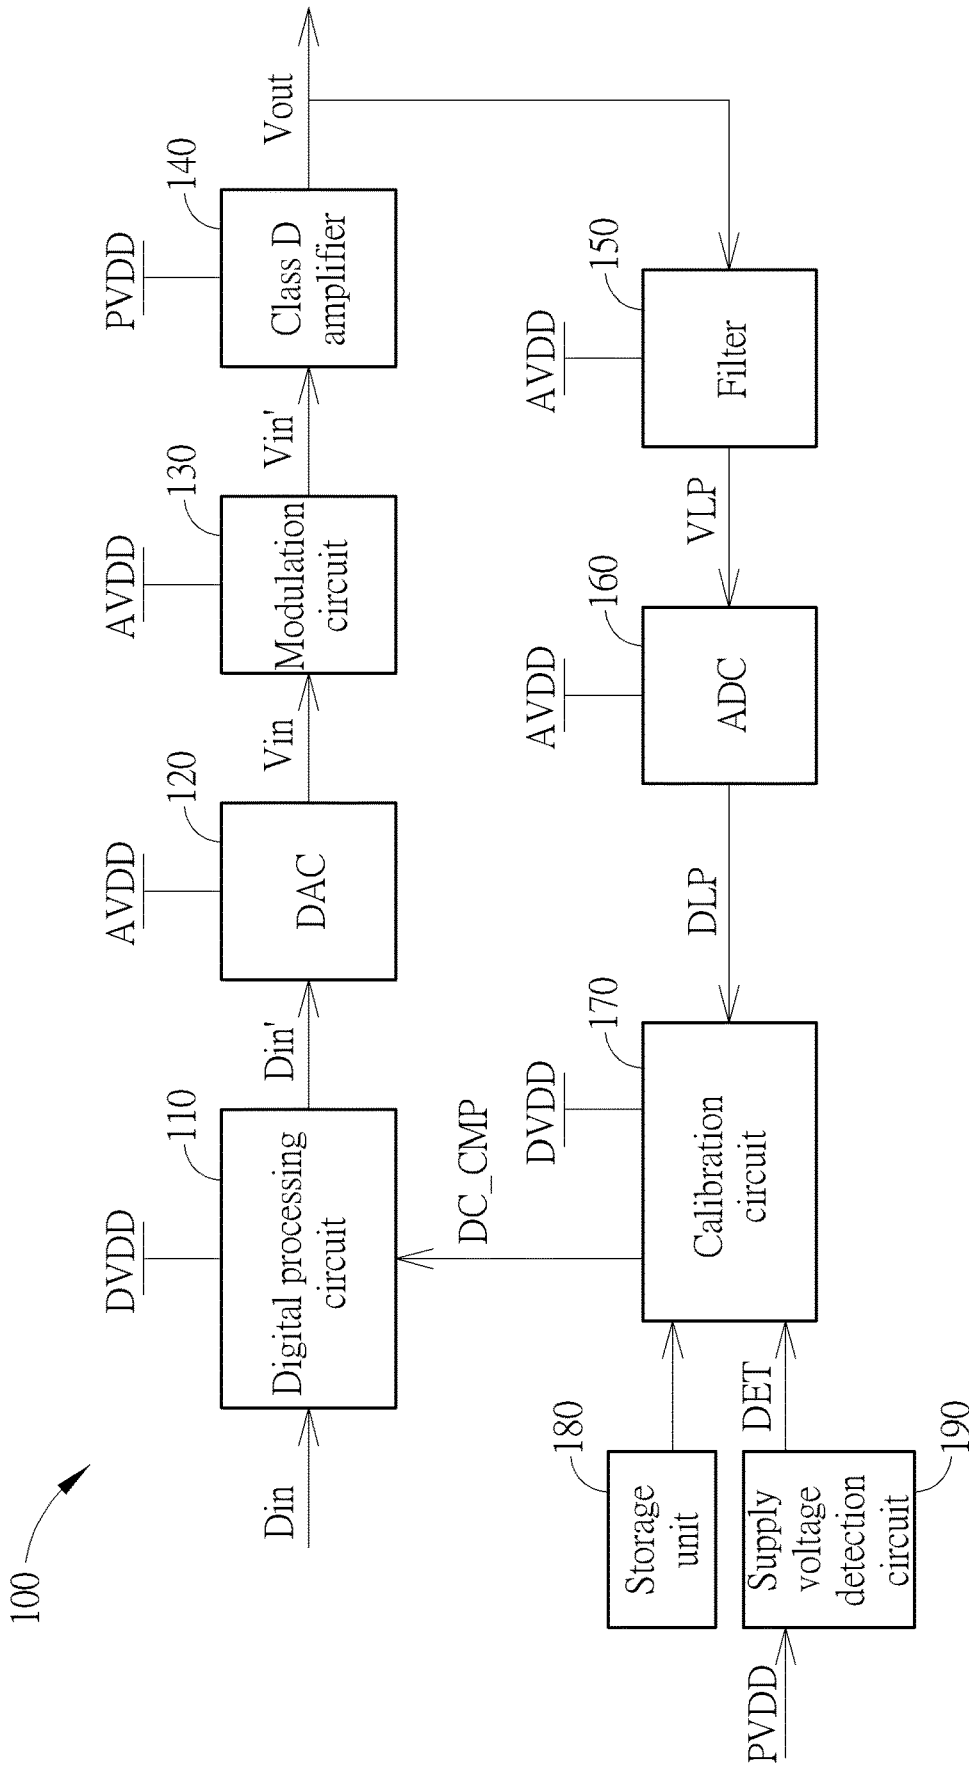 100
DVDD
110
AVDD
120
AVDD
130
PVDD
140
Din
Digital processing
circuit
Din'
DAC
Vin
Modulation
circuit
Vin'
Class D
amplifier
Vout
DC_CMP
180
Storage
unit
PVDD
Supply
voltage
detection
circuit
190
DET
DVDD
170
Calibration
circuit
DLP
AVDD
160
ADC
VLP
AVDD
150
Filter